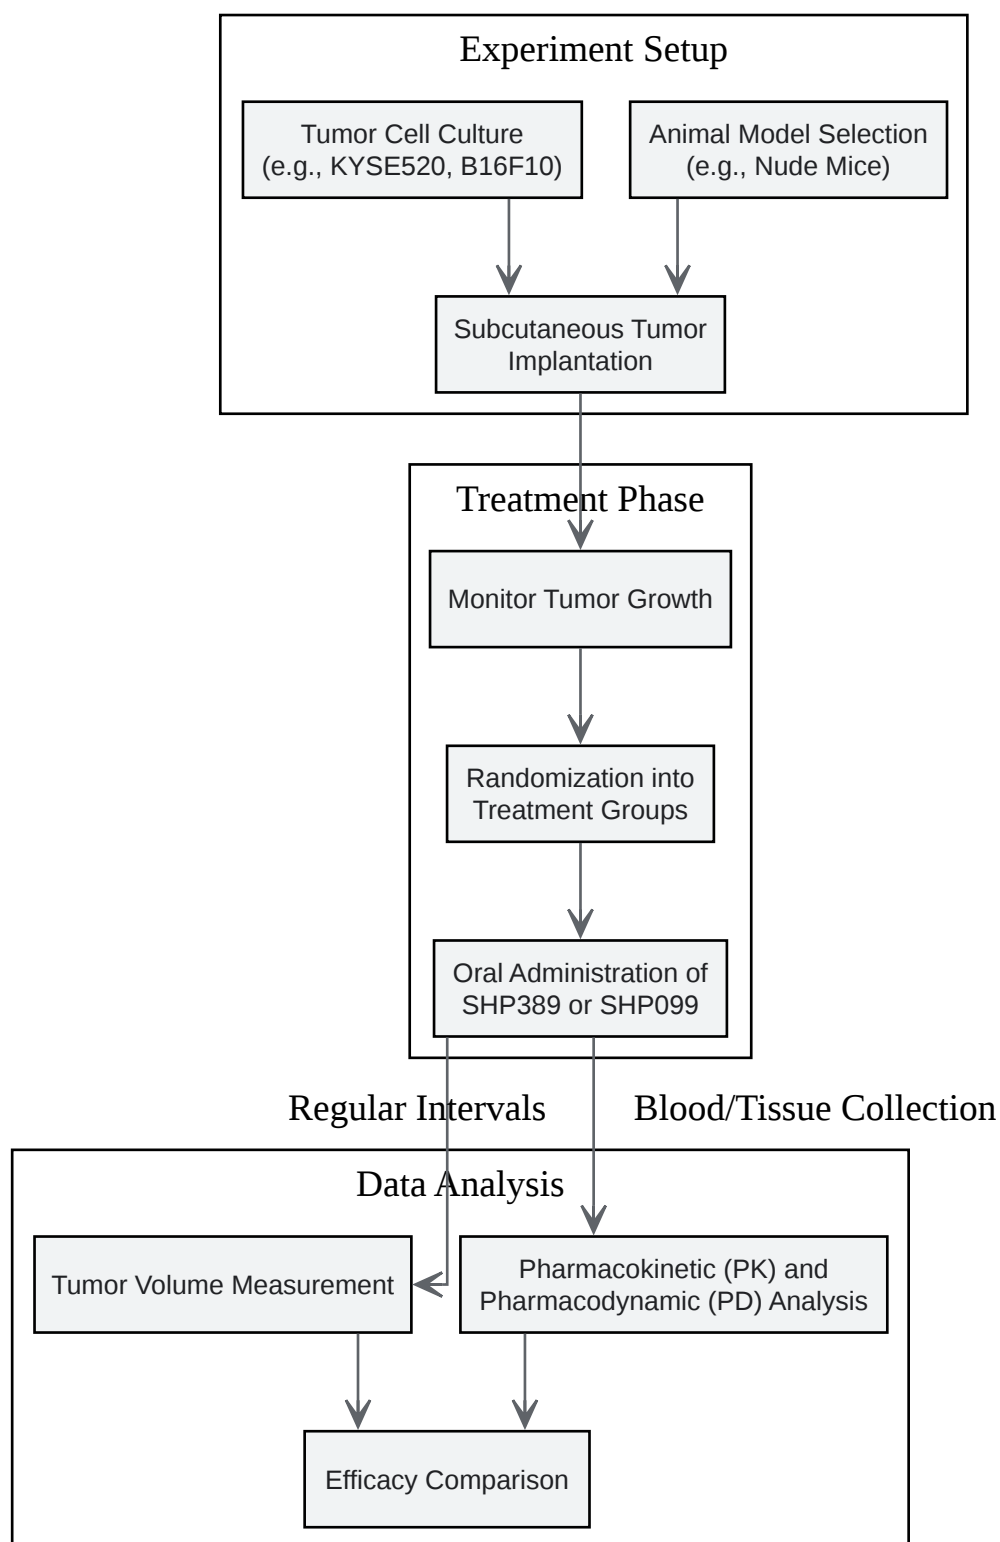 Experiment Setup
Tumor Cell Culture
(e.g., KYSE520, B16F10)
Animal Model Selection
(e.g., Nude Mice)
Subcutaneous Tumor
Implantation
Treatment Phase
Monitor Tumor Growth
Randomization into
Treatment Groups
Oral Administration of
SHP389 or SHP099
Regular Intervals
Blood/Tissue Collection
Data Analysis
Tumor Volume Measurement
Pharmacokinetic (PK) and
Pharmacodynamic (PD) Analysis
Efficacy Comparison